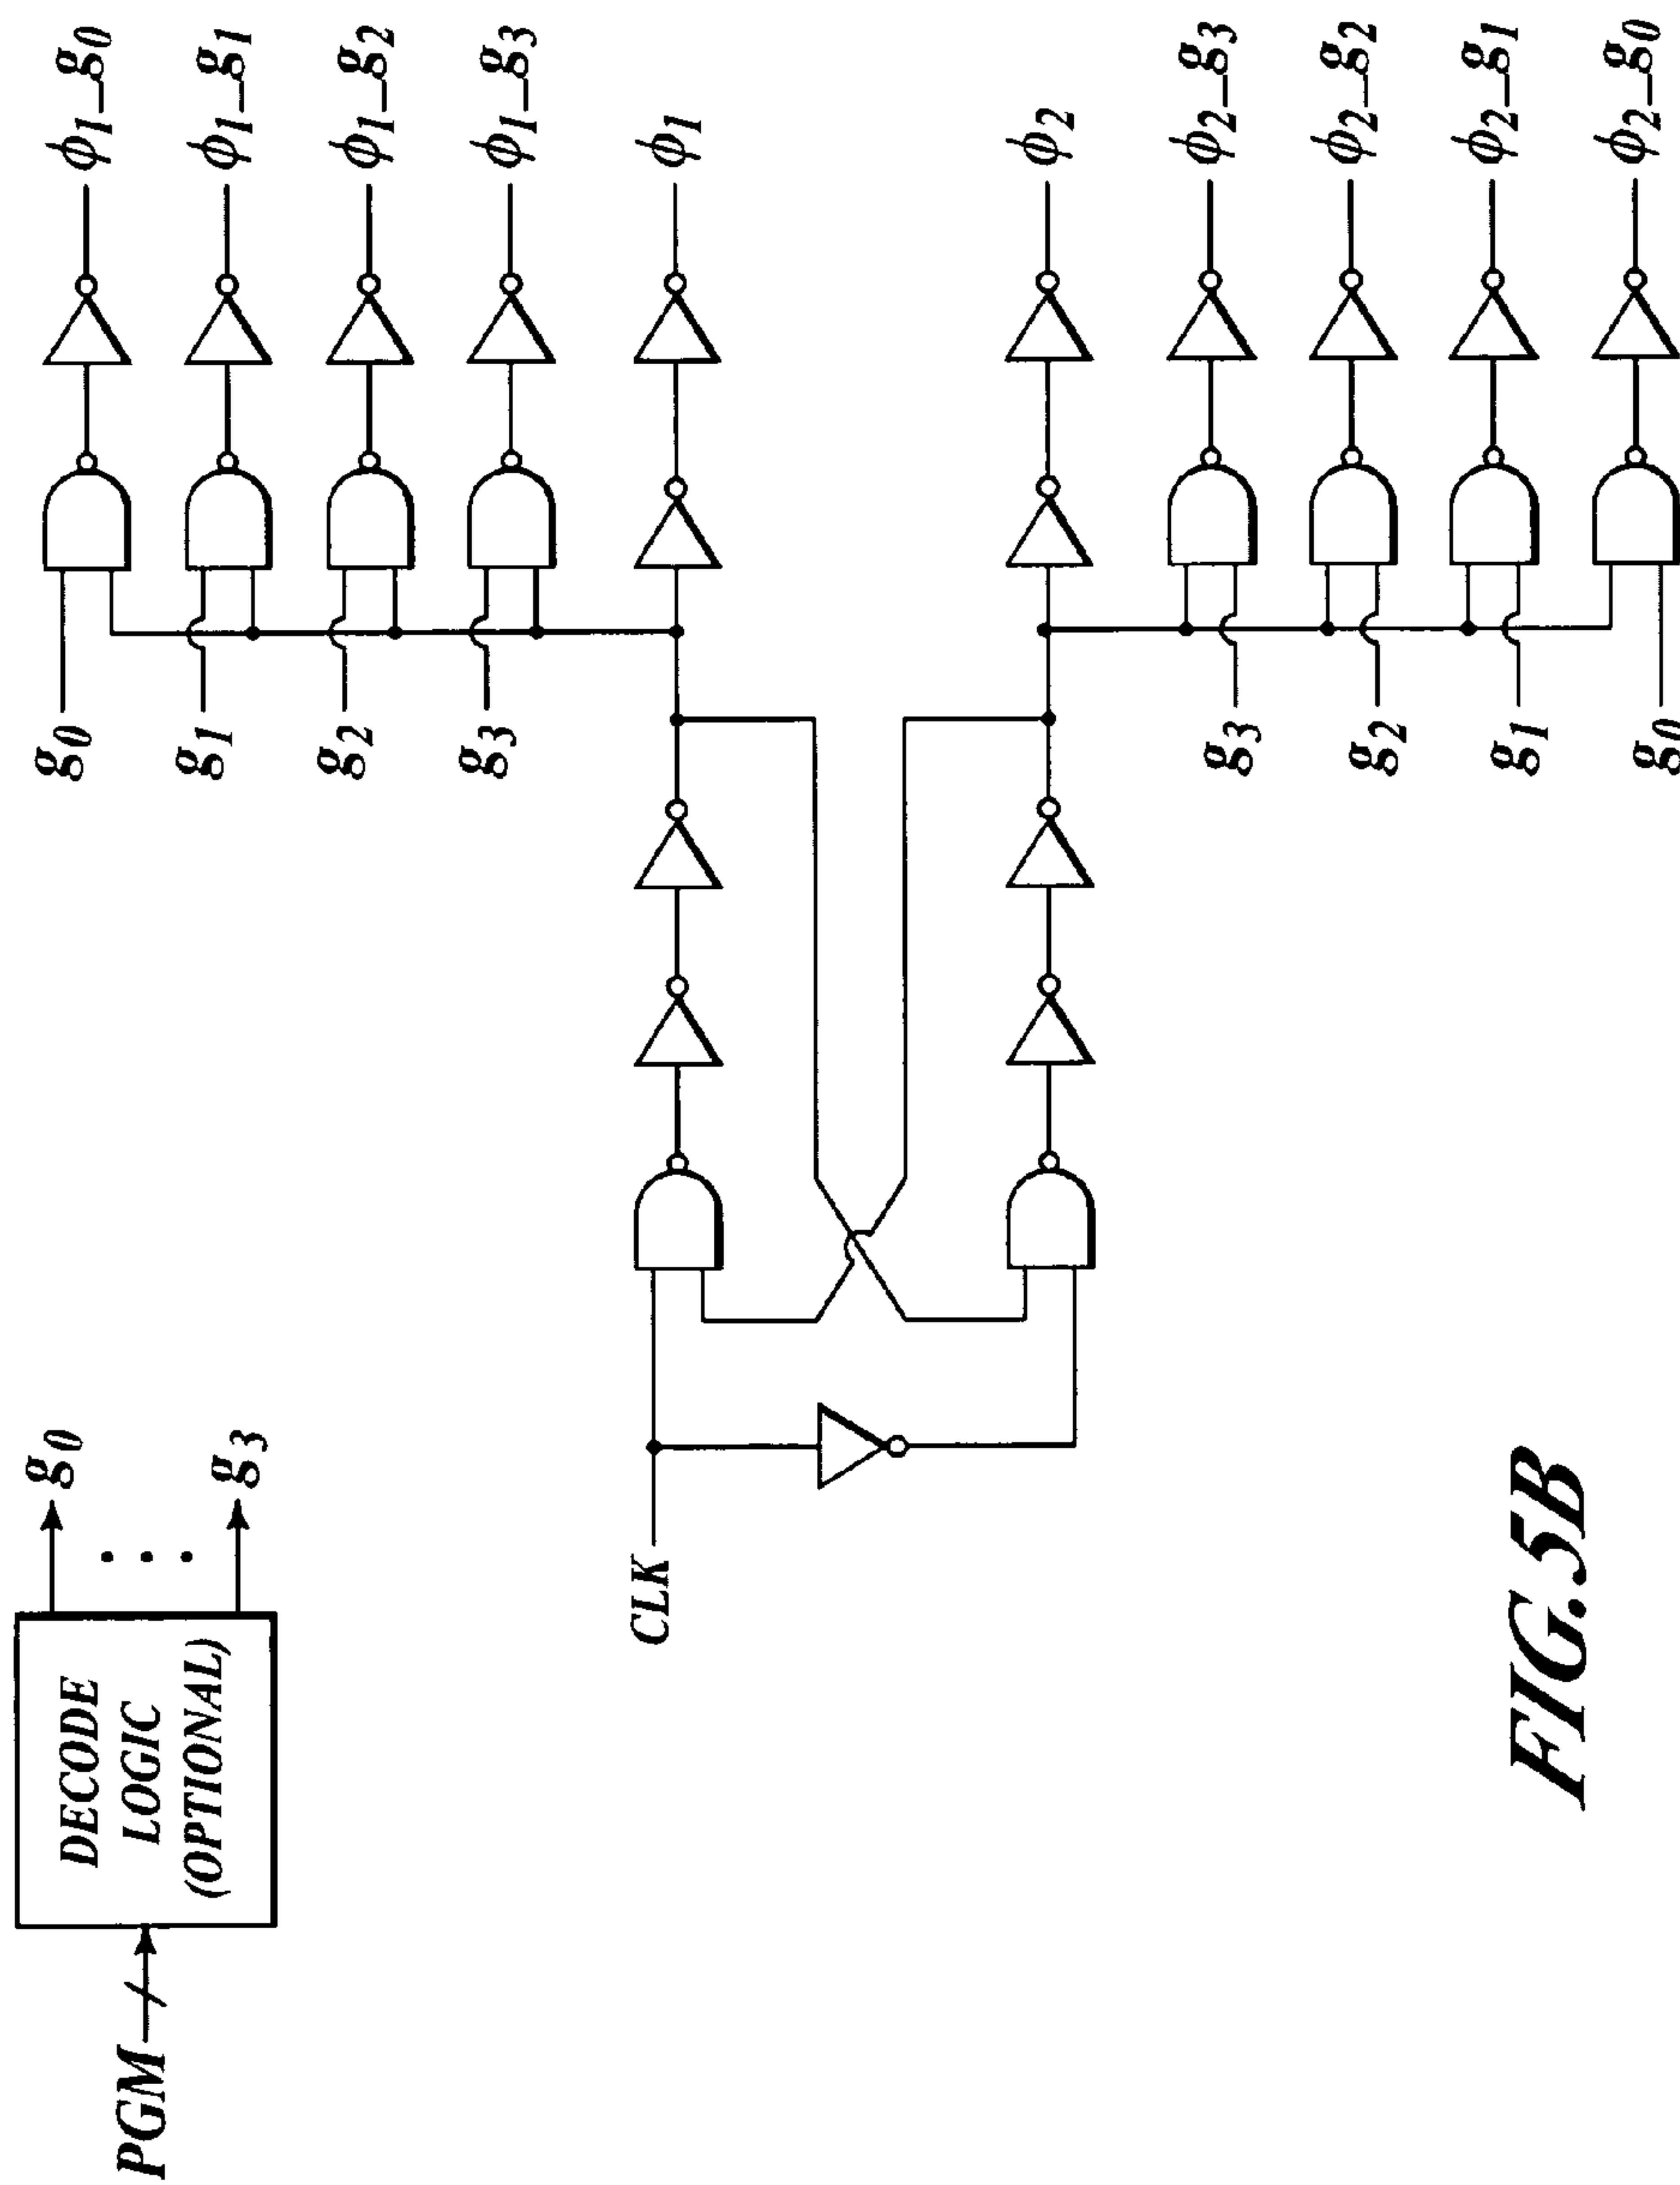 PGM
DECODE
LOGIC
(OPTIONAL)
g0
g3
CLK
g0
g1
g2
g3
g3
g2
g1
g0
ϕ1_g0
ϕ1_g1
ϕ1_g2
ϕ1_g3
ϕ1
ϕ2
ϕ2_g3
ϕ2_g2
ϕ2_g1
ϕ2_g0
FIG.5B